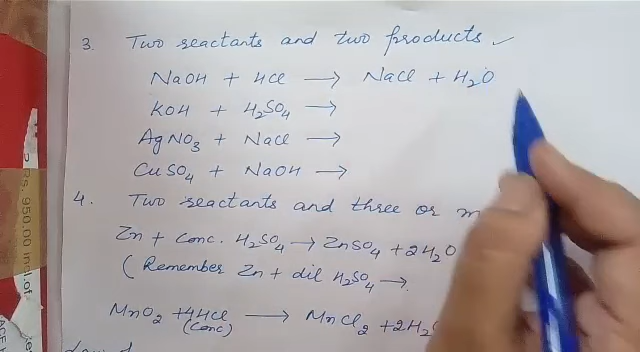 3. Two reactants and two products ✓
NaOH + HCl → NaCl + H₂O
KOH + H₂SO₄ →
AgNO₃ + NaCl →
CuSO₄ + NaOH →
4. Two reactants and three or m
Zn + Conc. H₂SO₄ → ZnSO₄ + 2H₂O
(Remember Zn + dil H₂SO₄ →
MnO₂ + 4HCl → MnCl₂ + 2H₂
(Conc)
Rs. 950.00 incl.of